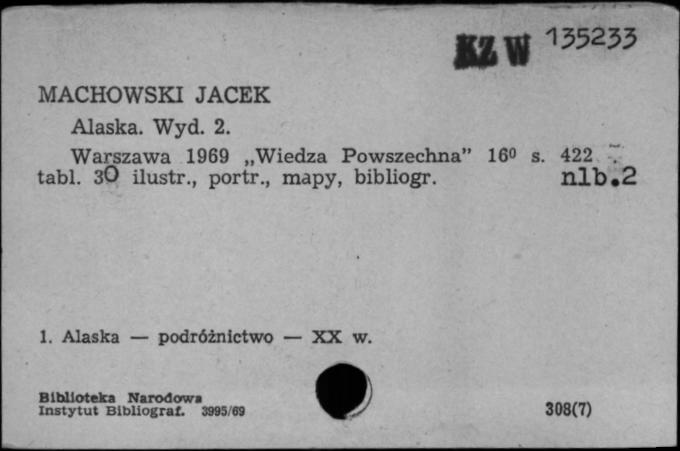 KZ W 135233
MACHOWSKI JACEK
Alaska. Wyd. 2.
Warszawa 1969 „Wiedza Powszechna” 16⁰ s. 422
tabl. 30 ilustr., portr., mapy, bibliogr. nlb.2
1. Alaska — podróżnictwo — XX w.
Biblioteka Narodowa
Instytut Bibliograf. 3995/69 308(7)